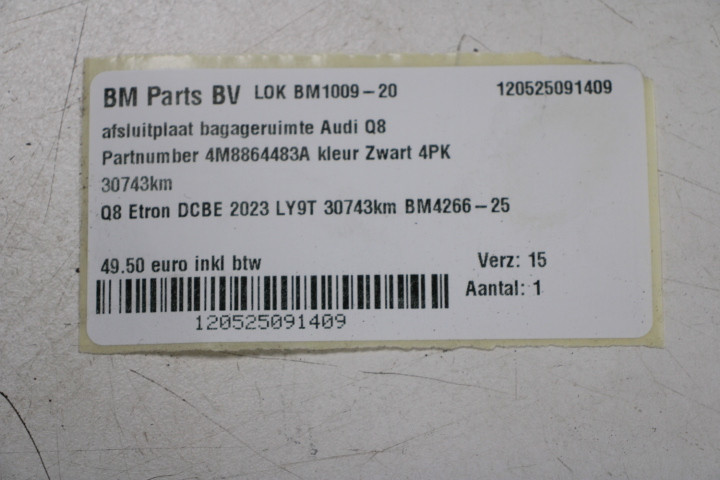 BM Parts BV LOK BM1009-20 120525091409
afsluitplaat bagageruimte Audi Q8
Partnumber 4M8864483A kleur Zwart 4PK
30743km
Q8 Etron DCBE 2023 LY9T 30743km BM4266-25
49.50 euro inkl btw Verz: 15
Aantal: 1
120525091409